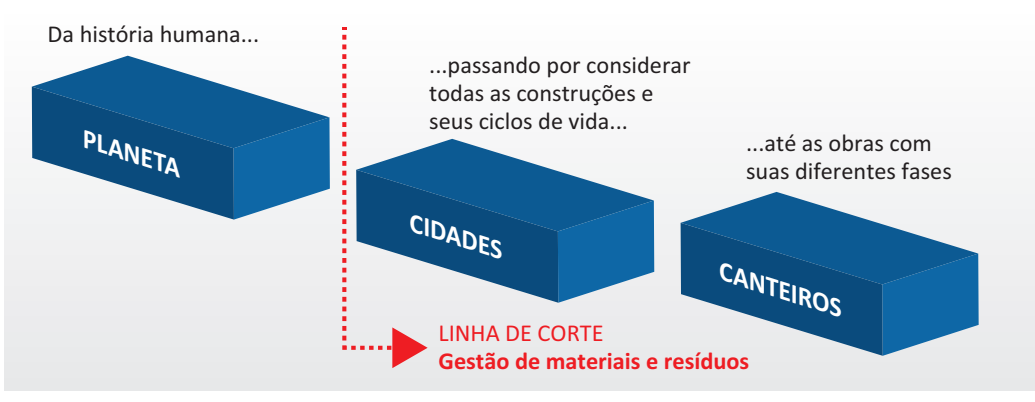 Da história humana...
PLANETA
...passando por considerar
todas as construções e
seus ciclos de vida...
CIDADES
...até as obras com
suas diferentes fases
CANTEIROS
LINHA DE CORTE
Gestão de materiais e resíduos